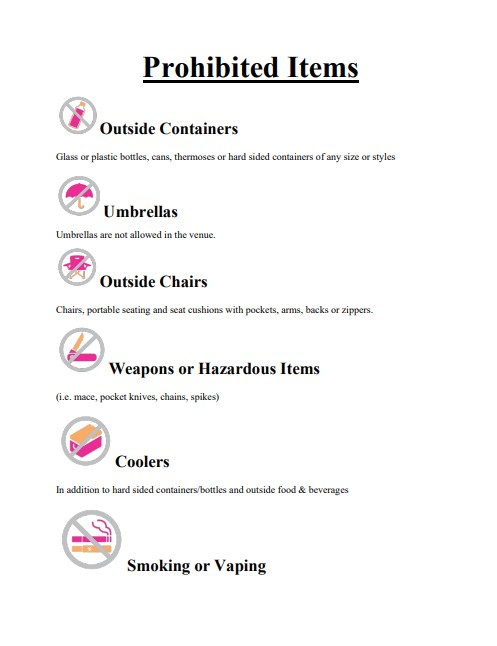 Prohibited Items
Outside Containers
Glass or plastic bottles, cans, thermoses or hard sided containers of any size or styles
Umbrellas
Umbrellas are not allowed in the venue.
Outside Chairs
Chairs, portable seating and seat cushions with pockets, arms, backs or zippers.
Weapons or Hazardous Items
(i.e. mace, pocket knives, chains, spikes)
Coolers
In addition to hard sided containers/bottles and outside food & beverages
Smoking or Vaping